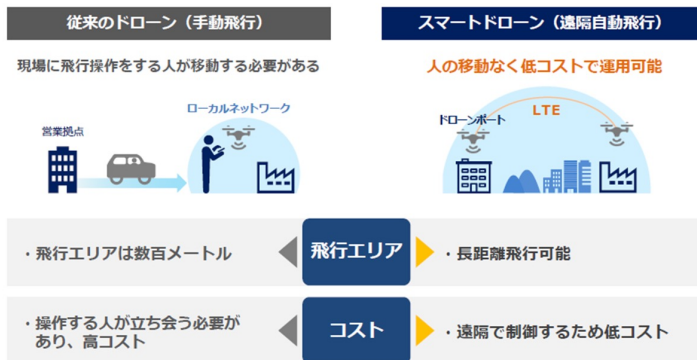 従来のドローン（手動飛行）
現場に飛行操作をする人が移動する必要がある
営業拠点
ローカルネットワーク
スマートドローン（遠隔自動飛行）
人の移動なく低コストで運用可能
ドローンポート
LTE
・飛行エリアは数百メートル
飛行エリア
・長距離飛行可能
・操作する人が立ち会う必要が
あり、高コスト
コスト
・遠隔で制御するため低コスト